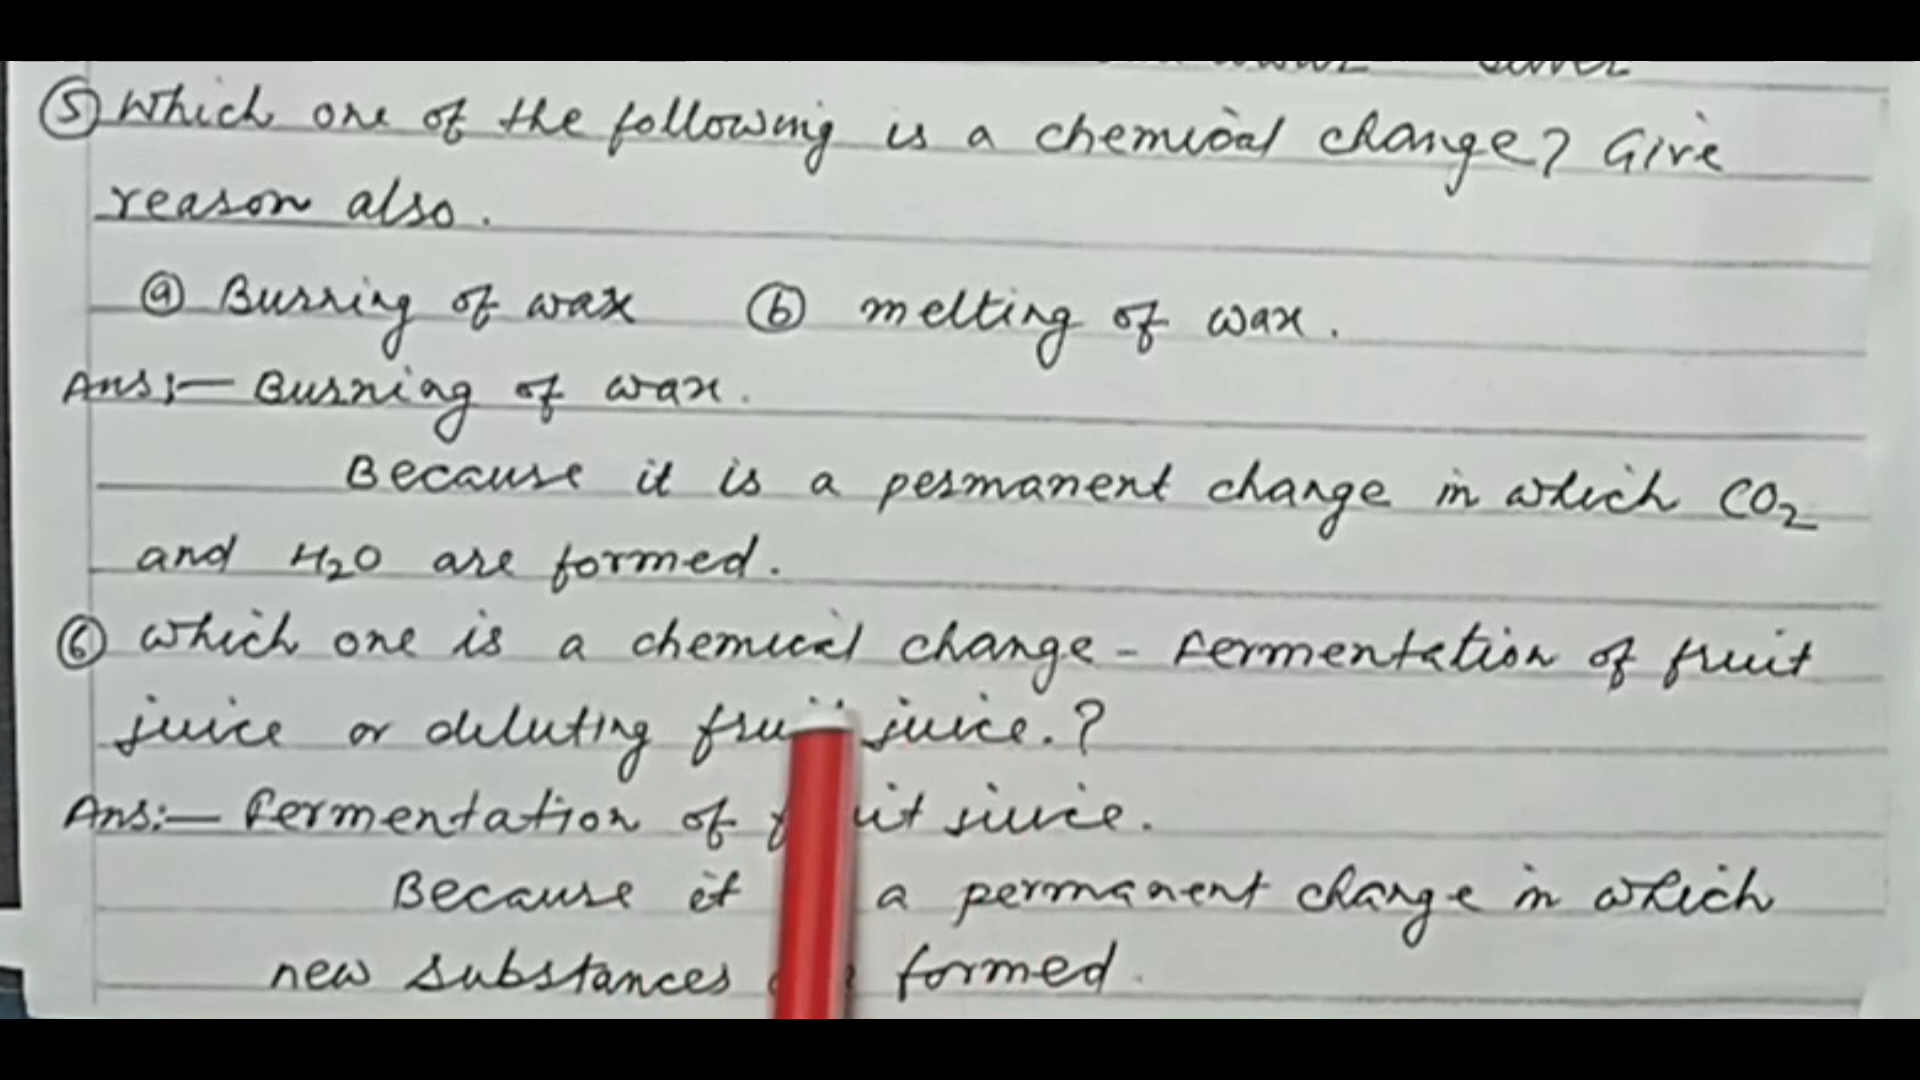 ⑤ Which one of the following is a chemical change? Give
reason also.
ⓐ Burning of wax ⓑ melting of wax.
Ans:— Burning of wax.
Because it is a permanent change in which CO₂
and H₂O are formed.
⑥ Which one is a chemical change - Fermentation of fruit
juice or diluting fruit juice.?
Ans:— Fermentation of juice.
Because it a permanent change in which
new substances formed.